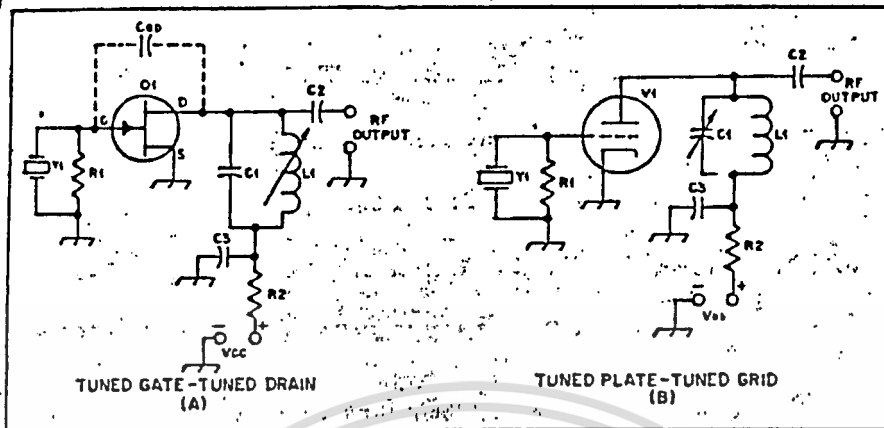 CGD
Q1
D
G
S
Y1
R1
C1
L1
C2
RF
OUTPUT
C3
R2
-
+
VCC
TUNED GATE-TUNED DRAIN
(A)
V1
Y1
R1
C1
L1
C2
RF
OUTPUT
C3
R2
-
+
Vbb
TUNED PLATE-TUNED GRID
(B)